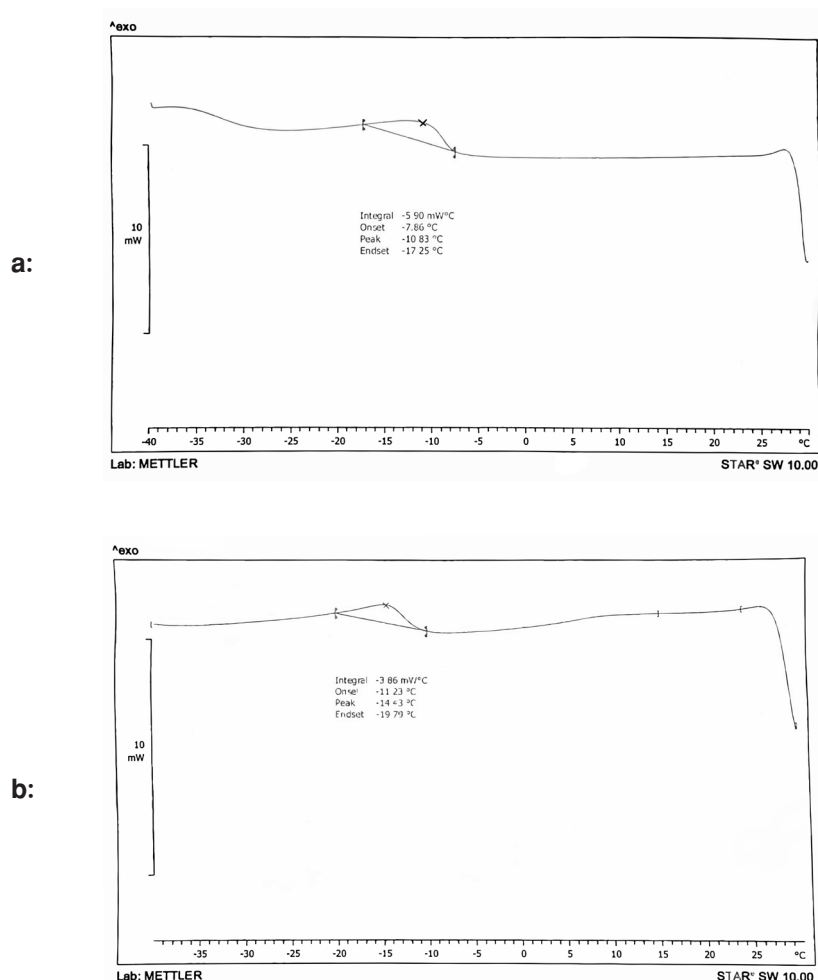 ^exo
10
mW
a:
Integral -5 90 mW°C
Onset -7.86 °C
Peak -10 83 °C
Endset -17 25 °C
-40 -35 -30 -25 -20 -15 -10 -5 0 5 10 15 20 25 °C
Lab: METTLER STARe SW 10.00
^exo
Integral -3 86 mW/°C
Onset -11 23 °C
Peak -14 43 °C
Endset -19 79 °C
10
mW
b:
-35 -30 -25 -20 -15 -10 -5 0 5 10 15 20 25 °C
Lab: METTLER STARe SW 10.00